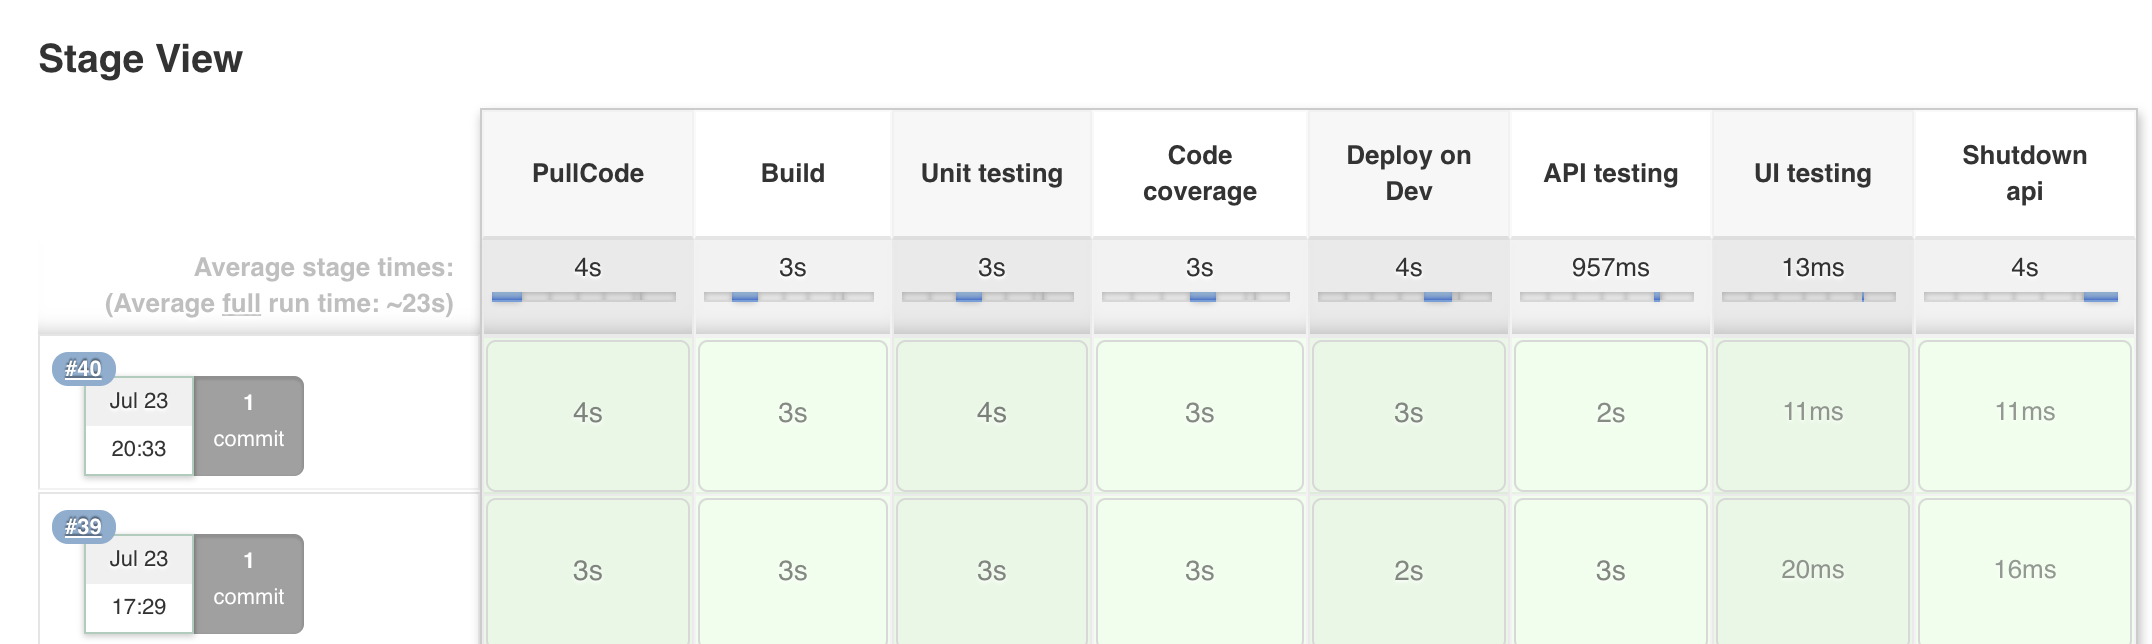 Stage View
PullCode
Build
Unit testing
Code
coverage
Deploy on
Dev
API testing
UI testing
Shutdown
api
Average stage times:
(Average full run time: ~23s)
4s
3s
3s
3s
4s
957ms
13ms
4s
#40
Jul 23
20:33
1
commit
4s
3s
4s
3s
3s
2s
11ms
11ms
#39
Jul 23
17:29
1
commit
3s
3s
3s
3s
2s
3s
20ms
16ms